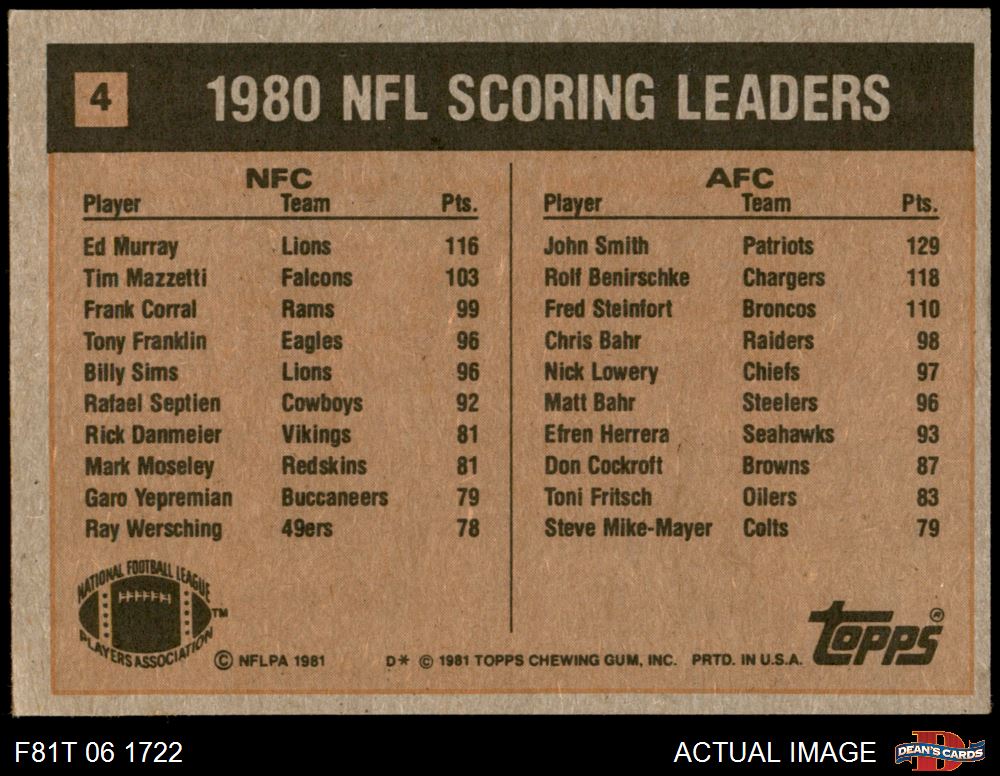 4
1980 NFL SCORING LEADERS
NFC
Player Team Pts.
Ed Murray Lions 116
Tim Mazzetti Falcons 103
Frank Corral Rams 99
Tony Franklin Eagles 96
Billy Sims Lions 96
Rafael Septien Cowboys 92
Rick Danmeier Vikings 81
Mark Moseley Redskins 81
Garo Yepremian Buccaneers 79
Ray Wersching 49ers 78
AFC
Player Team Pts.
John Smith Patriots 129
Rolf Benirschke Chargers 118
Fred Steinfort Broncos 110
Chris Bahr Raiders 98
Nick Lowery Chiefs 97
Matt Bahr Steelers 96
Efren Herrera Seahawks 93
Don Cockroft Browns 87
Toni Fritsch Oilers 83
Steve Mike-Mayer Colts 79
NATIONAL FOOTBALL LEAGUE
PLAYERS ASSOCIATION
TM
© NFLPA 1981
D* © 1981 TOPPS CHEWING GUM, INC. PRTD. IN U.S.A.
Topps®
F81T 06 1722
ACTUAL IMAGE
D
DEAN'S CARDS